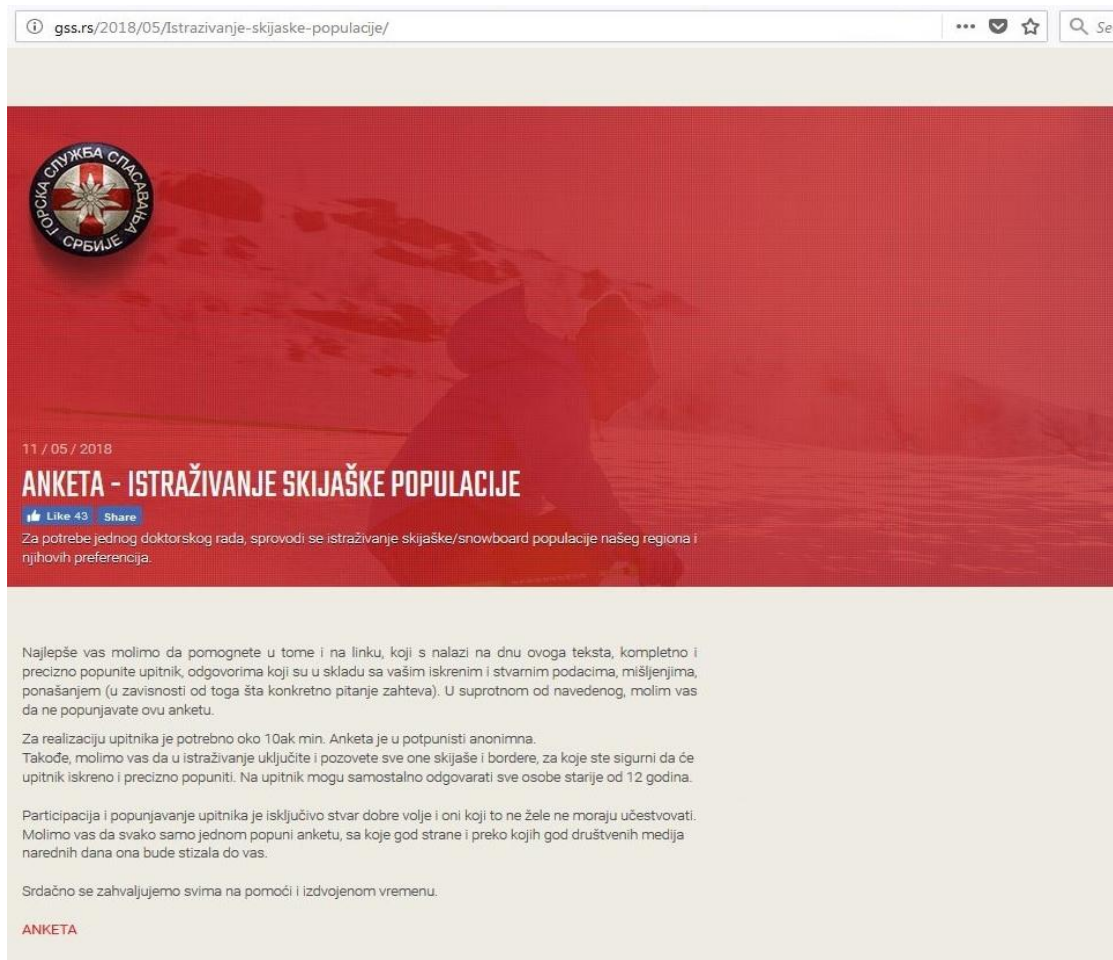 gss.rs/2018/05/Istrazivanje-skijaske-populacije/
Se
ГОРСКА СЛУЖБА СПАСАВАЊА
СРБИЈЕ
11 / 05 / 2018
ANKETA - ISTRAŽIVANJE SKIJAŠKE POPULACIJE
Like 43 Share
Za potrebe jednog doktorskog rada, sprovodi se istraživanje skijaške/snowboard populacije našeg regiona i
njihovih preferencija.
Najlepše vas molimo da pomognete u tome i na linku, koji s nalazi na dnu ovoga teksta, kompletno i
precizno popunite upitnik, odgovorima koji su u skladu sa vašim iskrenim i stvarnim podacima, mišljenjima,
ponašanjem (u zavisnosti od toga šta konkretno pitanje zahteva). U suprotnom od navedenog, molim vas
da ne popunjavate ovu anketu.
Za realizaciju upitnika je potrebno oko 10ak min. Anketa je u potpunisti anonimna.
Takođe, molimo vas da u istraživanje uključite i pozovete sve one skijaše i bordere, za koje ste sigurni da će
upitnik iskreno i precizno popuniti. Na upitnik mogu samostalno odgovarati sve osobe starije od 12 godina.
Participacija i popunjavanje upitnika je isključivo stvar dobre volje i oni koji to ne žele ne moraju učestvovati.
Molimo vas da svako samo jednom popuni anketu, sa koje god strane i preko kojih god društvenih medija
narednih dana ona bude stizala do vas.
Srdačno se zahvaljujemo svima na pomoći i izdvojenom vremenu.
ANKETA